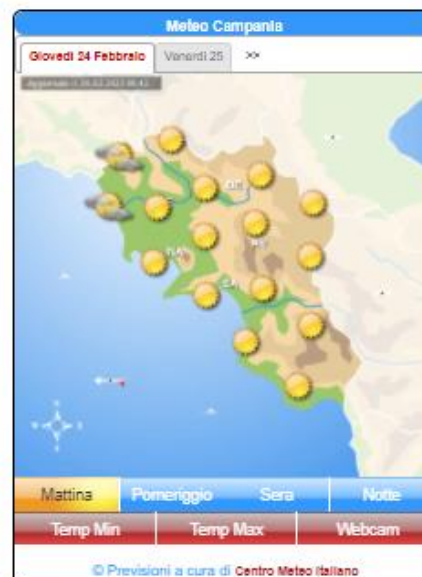 Meteo Campania
Giovedì 24 Febbraio Venerdì 25 >>
Mattina Pomeriggio Sera Notte
Temp Min Temp Max Webcam
© Previsioni a cura di Centro Meteo Italiano